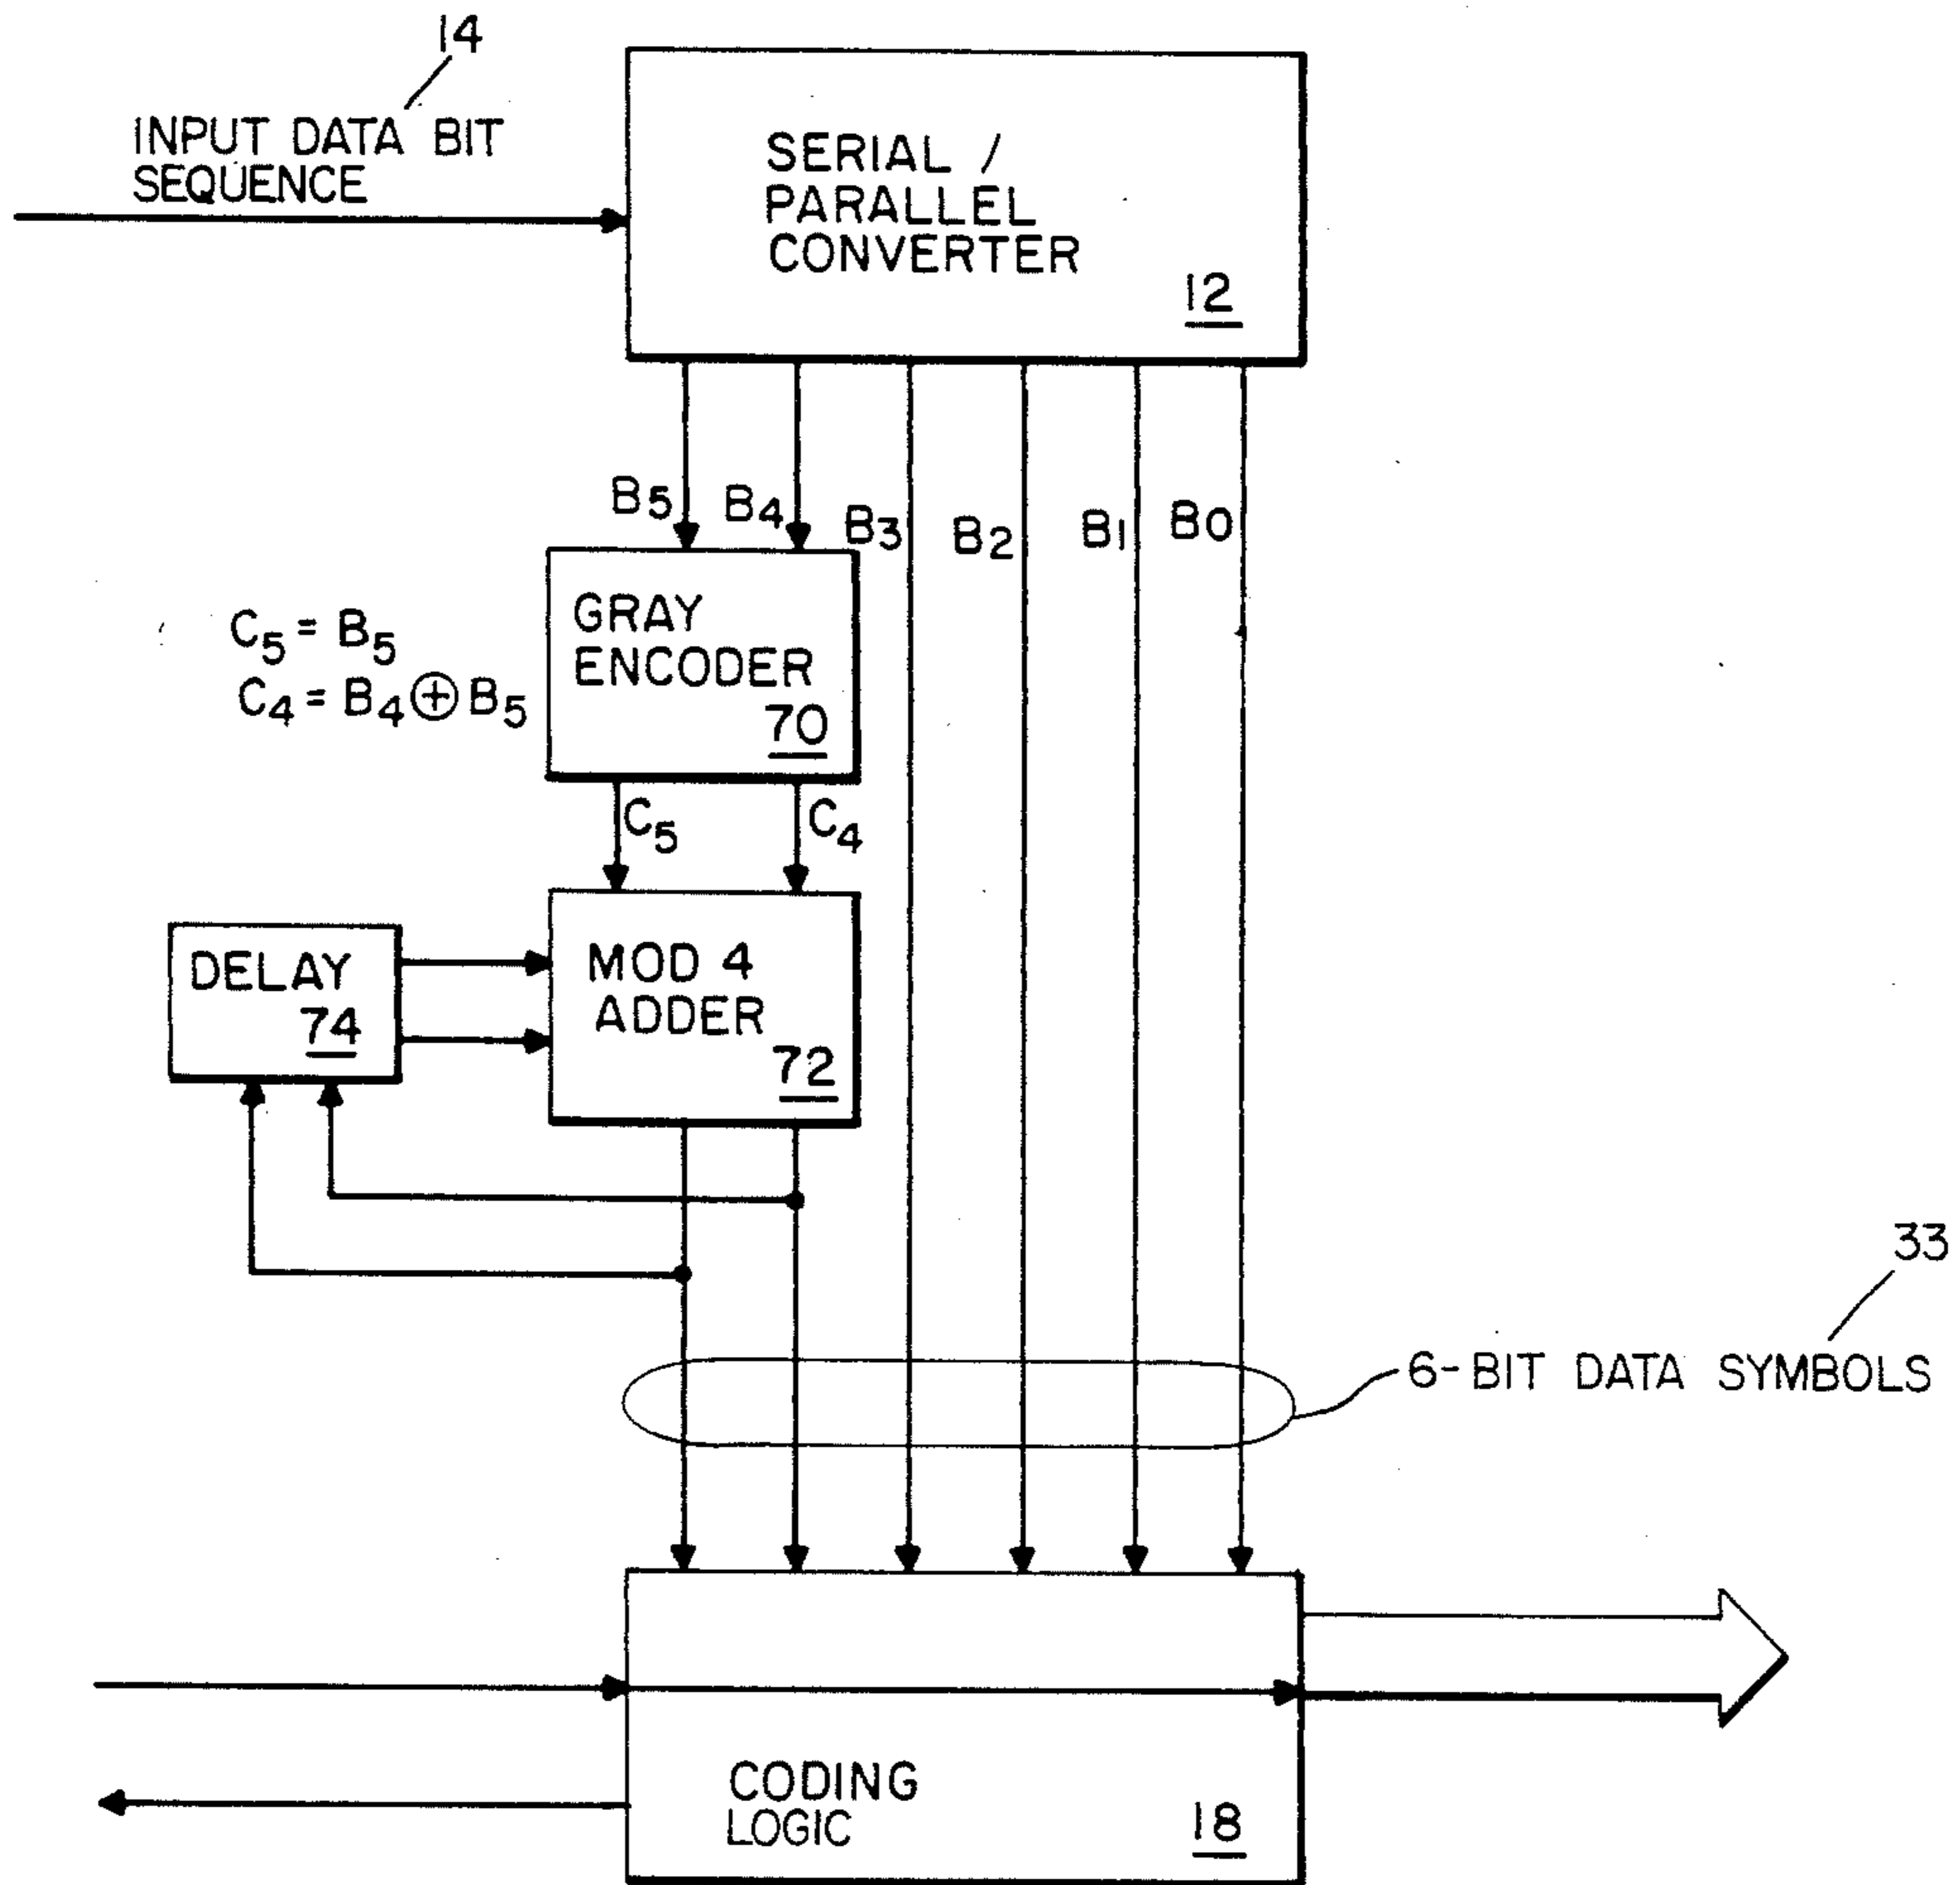 14
INPUT DATA BIT
SEQUENCE
SERIAL /
PARALLEL
CONVERTER
12
B5 B4 B3 B2 B1 B0
C5 = B5
C4 = B4 ⊕ B5
GRAY
ENCODER
70
C5 C4
DELAY
74
MOD 4
ADDER
72
33
6-BIT DATA SYMBOLS
CODING
LOGIC
18